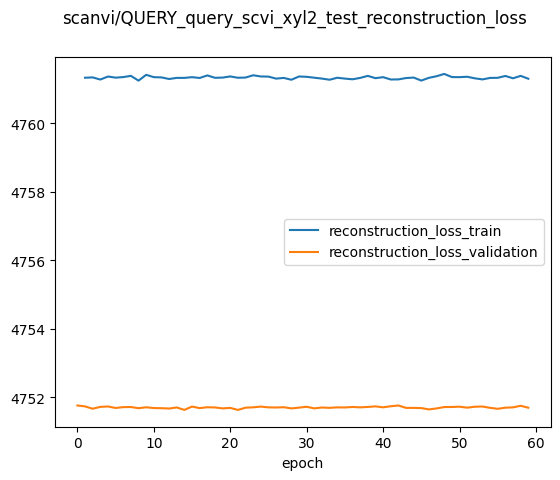 scanvi/QUERY_query_scvi_xyl2_test_reconstruction_loss
4760
4758
4756
4754
4752
reconstruction_loss_train
reconstruction_loss_validation
0 10 20 30 40 50 60
epoch